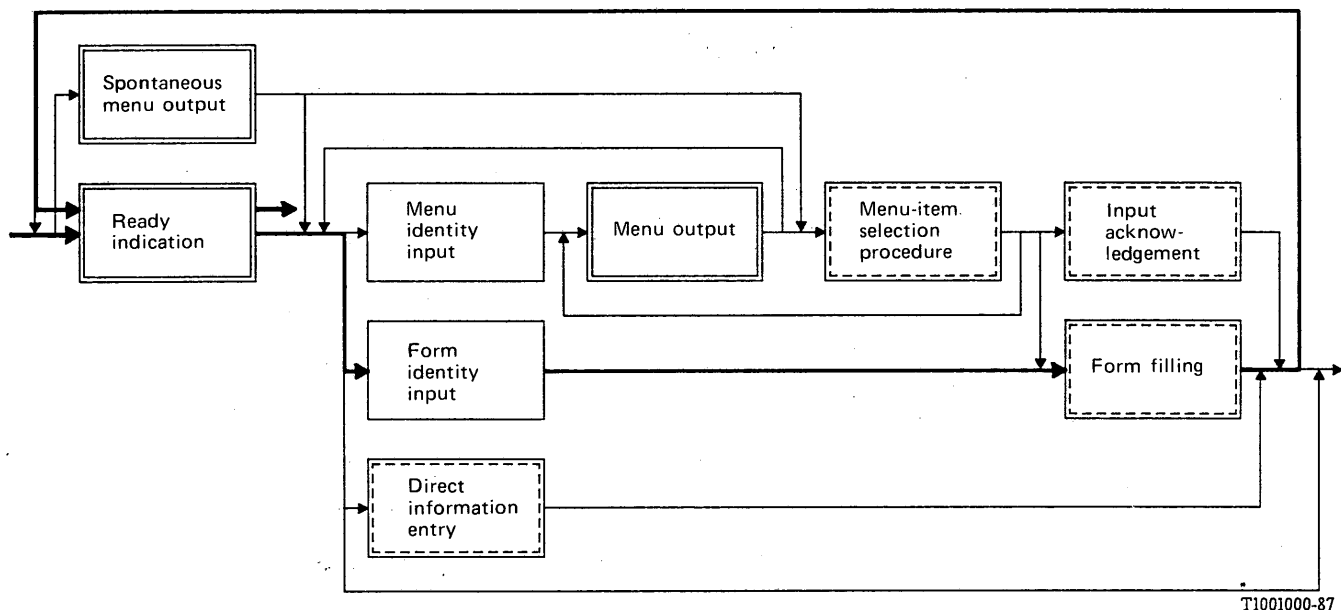 Spontaneous
menu output
Ready
indication
Menu
identity
input
Menu output
Menu-item
selection
procedure
Input
acknow-
ledgement
Form
identity
input
Form filling
Direct
information
entry
T1001000-87